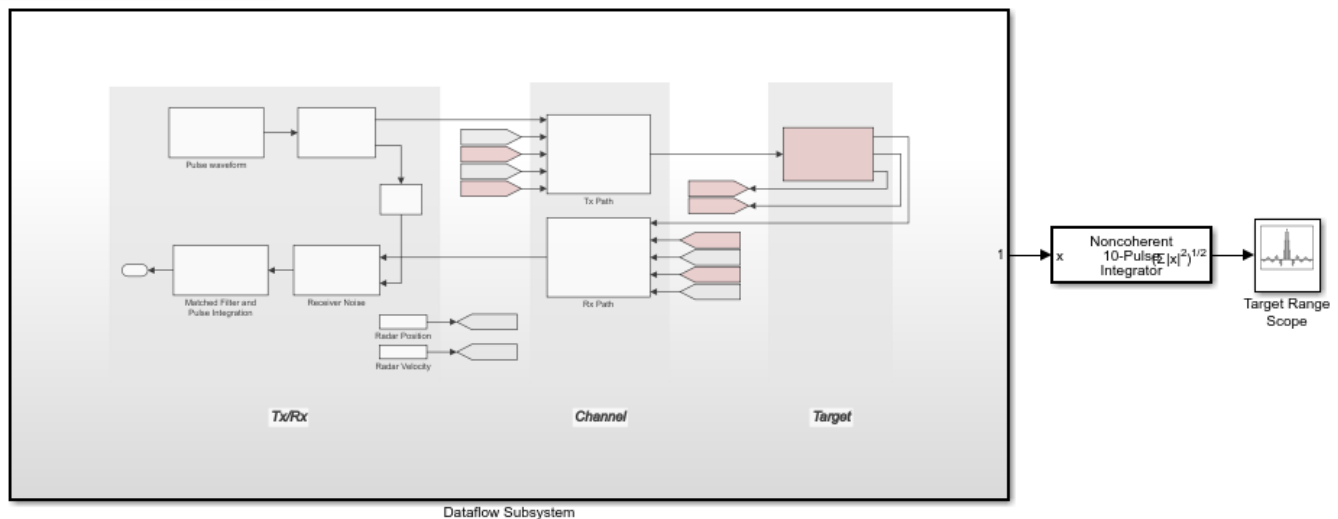 Pulse waveform
Tx Path
Matched Filter and
Pulse Integration
Receiver Noise
Rx Path
Radar Position
Radar Velocity
Tx/Rx
Channel
Target
1
x
Noncoherent
10-Pulse
Integrator
(Σ|x|²)^1/2
Target Range
Scope
Dataflow Subsystem